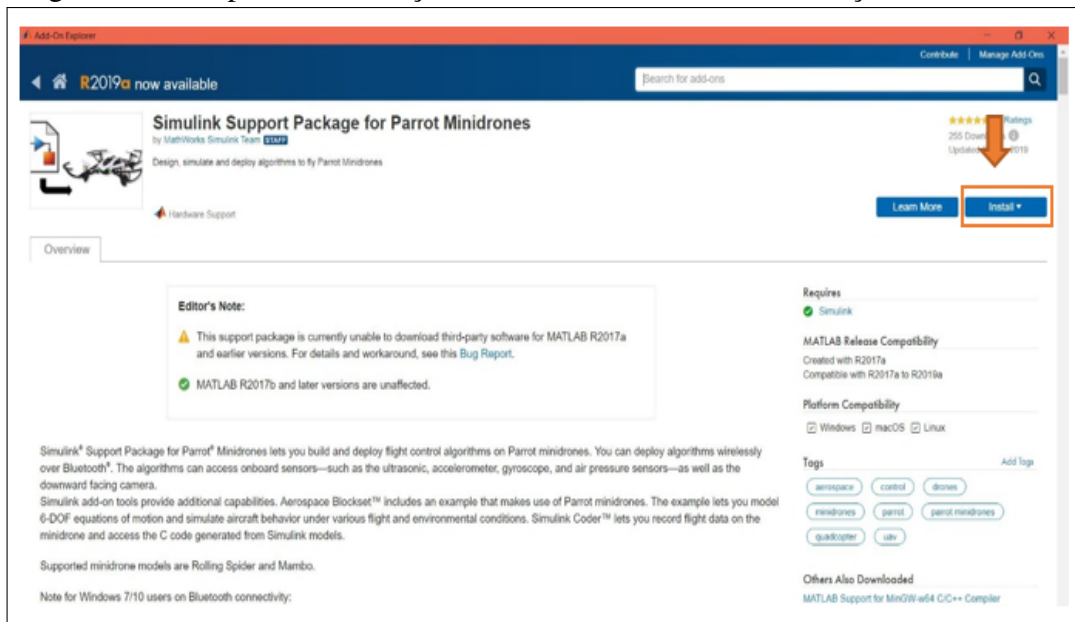 Add-On Explorer
Contribute | Manage Add-Ons
R2019a now available
Search for add-ons
Simulink Support Package for Parrot Minidrones
by MathWorks Simulink Team STAFF
Design, simulate and deploy algorithms to fly Parrot Minidrones
Ratings
255
2019
Hardware Support
Learn More
Install
Overview
Editor's Note:
This support package is currently unable to download third-party software for MATLAB R2017a
and earlier versions. For details and workaround, see this Bug Report.
MATLAB R2017b and later versions are unaffected.
Requires
Simulink
MATLAB Release Compatibility
Created with R2017a
Compatible with R2017a to R2019a
Platform Compatibility
Windows macOS Linux
Tags Add Tags
aerospace control drones
minidrones parrot parrot minidrones
quadcopter uav
Others Also Downloaded
MATLAB Support for MinGW-w64 C/C++ Compiler
Simulink® Support Package for Parrot® Minidrones lets you build and deploy flight control algorithms on Parrot minidrones. You can deploy algorithms wirelessly
over Bluetooth®. The algorithms can access onboard sensors—such as the ultrasonic, accelerometer, gyroscope, and air pressure sensors—as well as the
downward facing camera.
Simulink add-on tools provide additional capabilities. Aerospace Blockset™ includes an example that makes use of Parrot minidrones. The example lets you model
6-DOF equations of motion and simulate aircraft behavior under various flight and environmental conditions. Simulink Coder™ lets you record flight data on the
minidrone and access the C code generated from Simulink models.
Supported minidrone models are Rolling Spider and Mambo.
Note for Windows 7/10 users on Bluetooth connectivity: